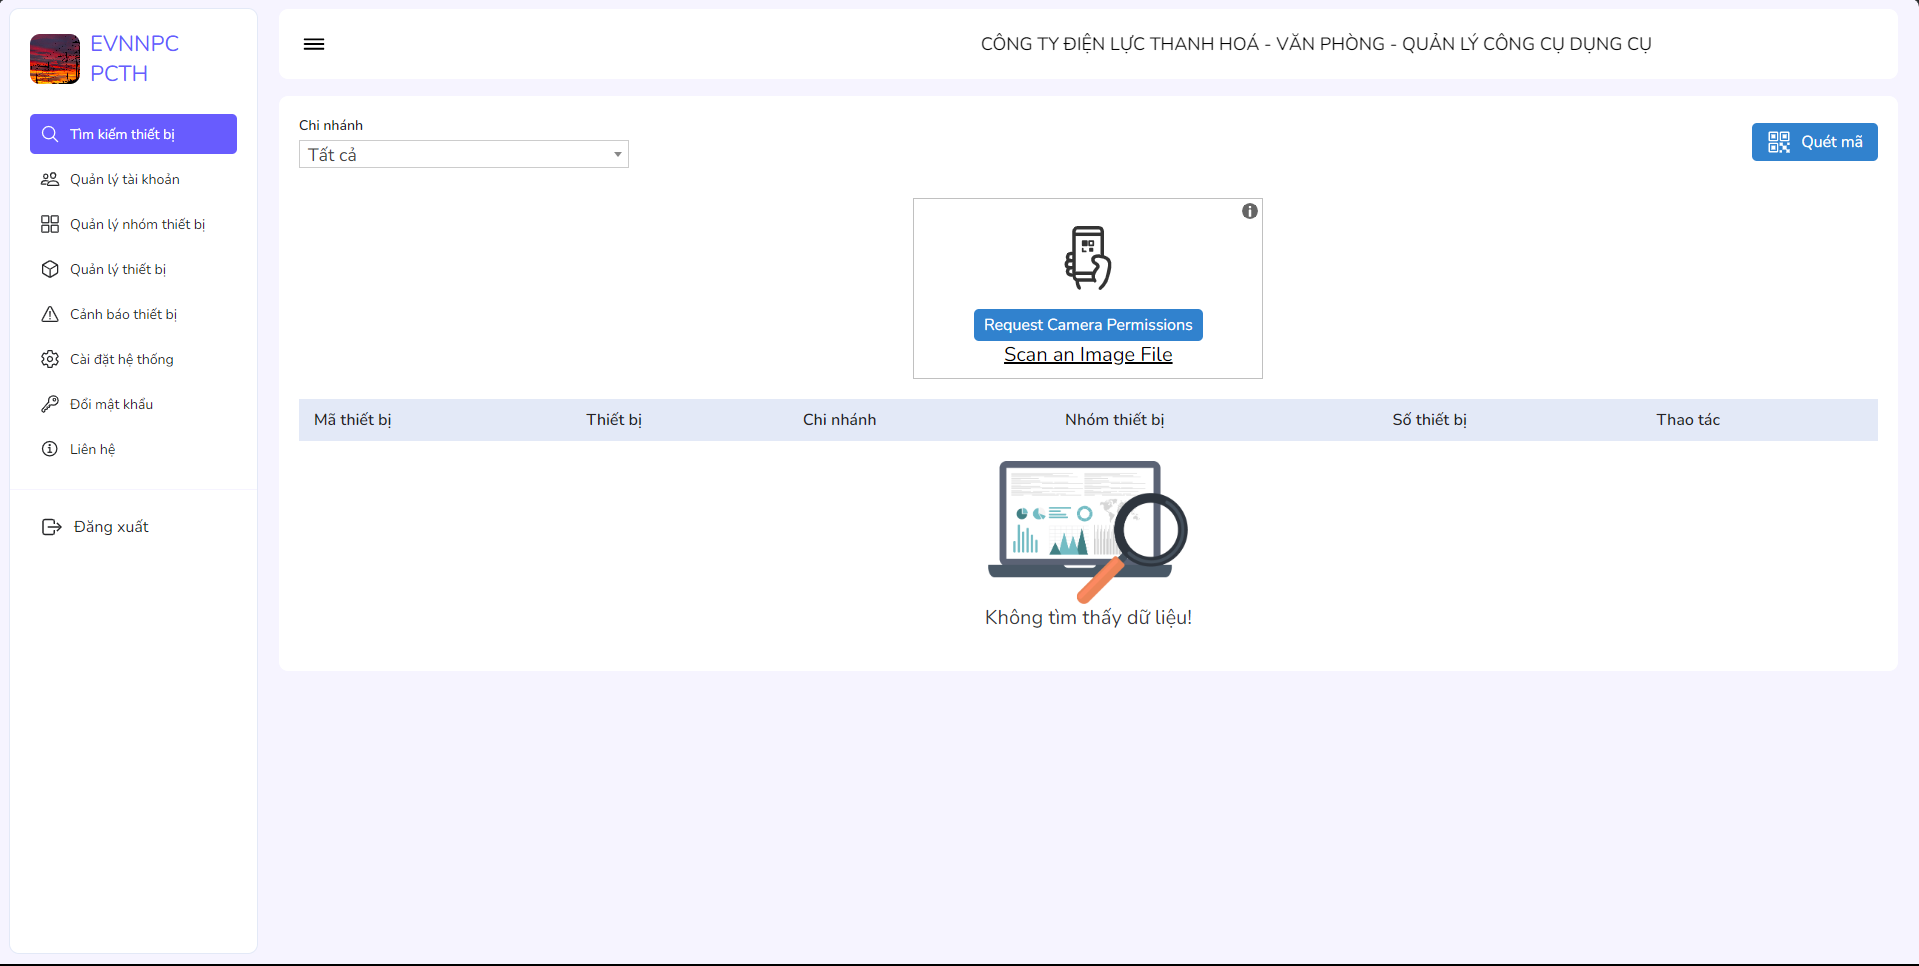 EVNNPC
PCTH
Tìm kiếm thiết bị
Quản lý tài khoản
Quản lý nhóm thiết bị
Quản lý thiết bị
Cảnh báo thiết bị
Cài đặt hệ thống
Đổi mật khẩu
Liên hệ
Đăng xuất
CÔNG TY ĐIỆN LỰC THANH HOÁ - VĂN PHÒNG - QUẢN LÝ CÔNG CỤ DỤNG CỤ
Chi nhánh
Tất cả
Quét mã
Request Camera Permissions
Scan an Image File
Mã thiết bị Thiết bị Chi nhánh Nhóm thiết bị Số thiết bị Thao tác
Không tìm thấy dữ liệu!